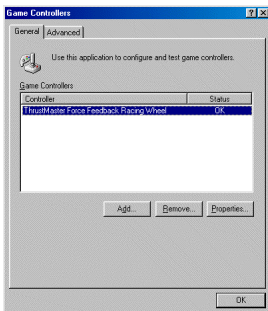 Game Controllers
General Advanced
Use this application to configure and test game controllers.
Game Controllers
Controller Status
ThrustMaster Force Feedback Racing Wheel OK
Add... Remove... Properties...
OK